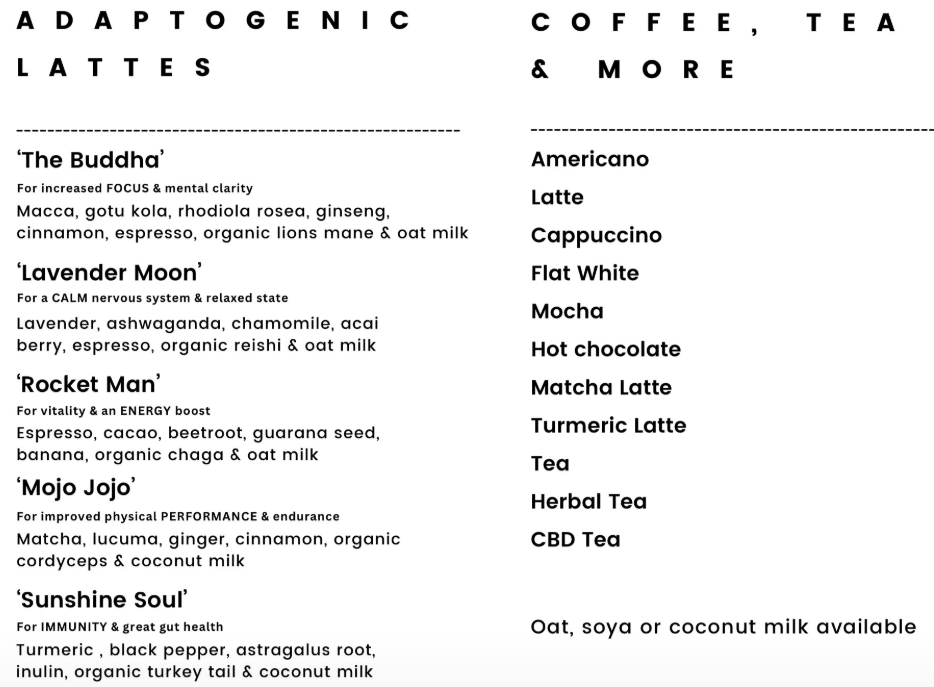 ADAPTOGENIC
LATTES
------------------------------------------------------------
‘The Buddha’
For increased FOCUS & mental clarity
Macca, gotu kola, rhodiola rosea, ginseng,
cinnamon, espresso, organic lions mane & oat milk
‘Lavender Moon’
For a CALM nervous system & relaxed state
Lavender, ashwaganda, chamomile, acai
berry, espresso, organic reishi & oat milk
‘Rocket Man’
For vitality & an ENERGY boost
Espresso, cacao, beetroot, guarana seed,
banana, organic chaga & oat milk
‘Mojo Jojo’
For improved physical PERFORMANCE & endurance
Matcha, lucuma, ginger, cinnamon, organic
cordyceps & coconut milk
‘Sunshine Soul’
For IMMUNITY & great gut health
Turmeric , black pepper, astragalus root,
inulin, organic turkey tail & coconut milk
COFFEE, TEA
& MORE
------------------------------------------------------
Americano
Latte
Cappuccino
Flat White
Mocha
Hot chocolate
Matcha Latte
Turmeric Latte
Tea
Herbal Tea
CBD Tea
Oat, soya or coconut milk available